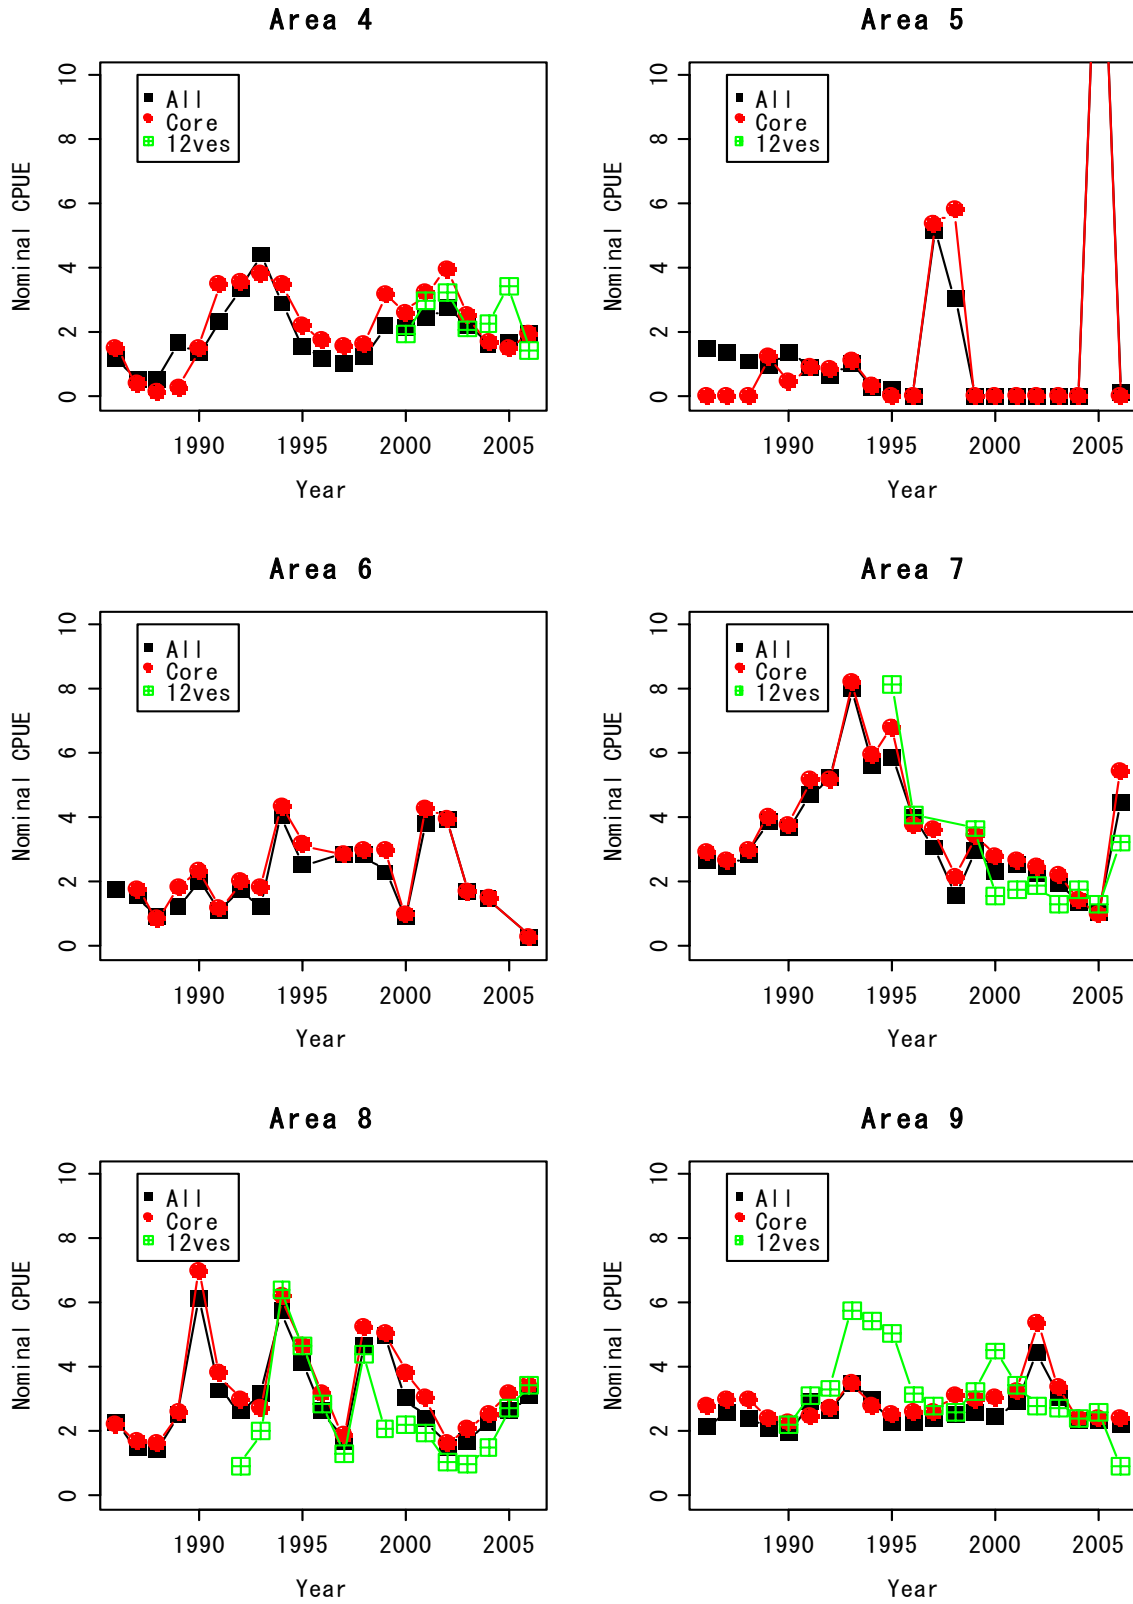 Area 4
10
8
6
4
2
0
Nominal CPUE
All
Core
12ves
1990 1995 2000 2005
Year
Area 5
10
8
6
4
2
0
Nominal CPUE
All
Core
12ves
1990 1995 2000 2005
Year
Area 6
10
8
6
4
2
0
Nominal CPUE
All
Core
12ves
1990 1995 2000 2005
Year
Area 7
10
8
6
4
2
0
Nominal CPUE
All
Core
12ves
1990 1995 2000 2005
Year
Area 8
10
8
6
4
2
0
Nominal CPUE
All
Core
12ves
1990 1995 2000 2005
Year
Area 9
10
8
6
4
2
0
Nominal CPUE
All
Core
12ves
1990 1995 2000 2005
Year